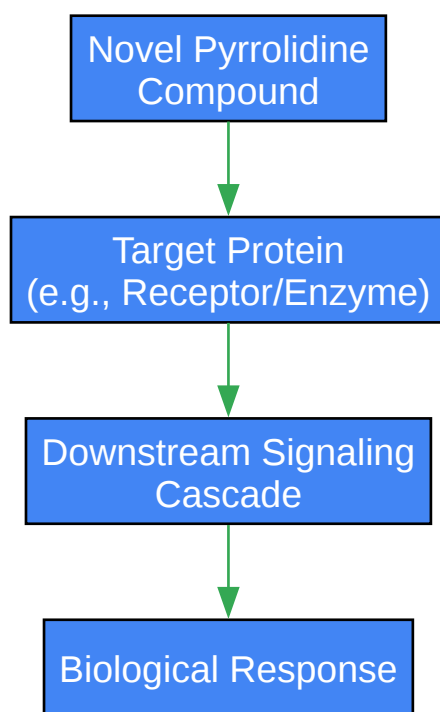 Novel Pyrrolidine
Compound
Target Protein
(e.g., Receptor/Enzyme)
Downstream Signaling
Cascade
Biological Response